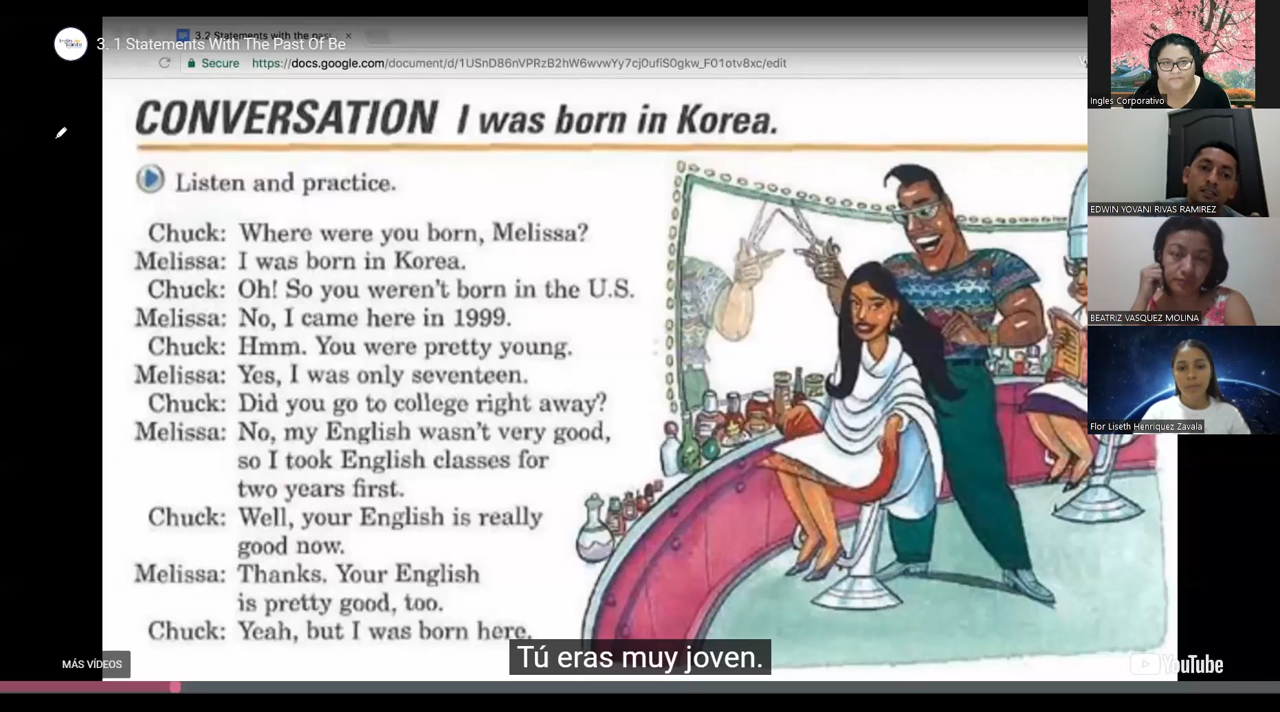 3.2 Statements with the pas
3. 1 Statements With The Past Of Be
Secure https://docs.google.com/document/d/1USnD86nVPRzB2hW6wvwYy7cj0ufiS0gkw_F01otv8xc/edit
CONVERSATION I was born in Korea.
Listen and practice.
Chuck: Where were you born, Melissa?
Melissa: I was born in Korea.
Chuck: Oh! So you weren't born in the U.S.
Melissa: No, I came here in 1999.
Chuck: Hmm. You were pretty young.
Melissa: Yes, I was only seventeen.
Chuck: Did you go to college right away?
Melissa: No, my English wasn't very good,
so I took English classes for
two years first.
Chuck: Well, your English is really
good now.
Melissa: Thanks. Your English
is pretty good, too.
Chuck: Yeah, but I was born here.
Tú eras muy joven.
MÁS VÍDEOS
YouTube
Ingles Corporativo
EDWIN YOVANI RIVAS RAMIREZ
BEATRIZ VASQUEZ MOLINA
Flor Liseth Henriquez Zavala